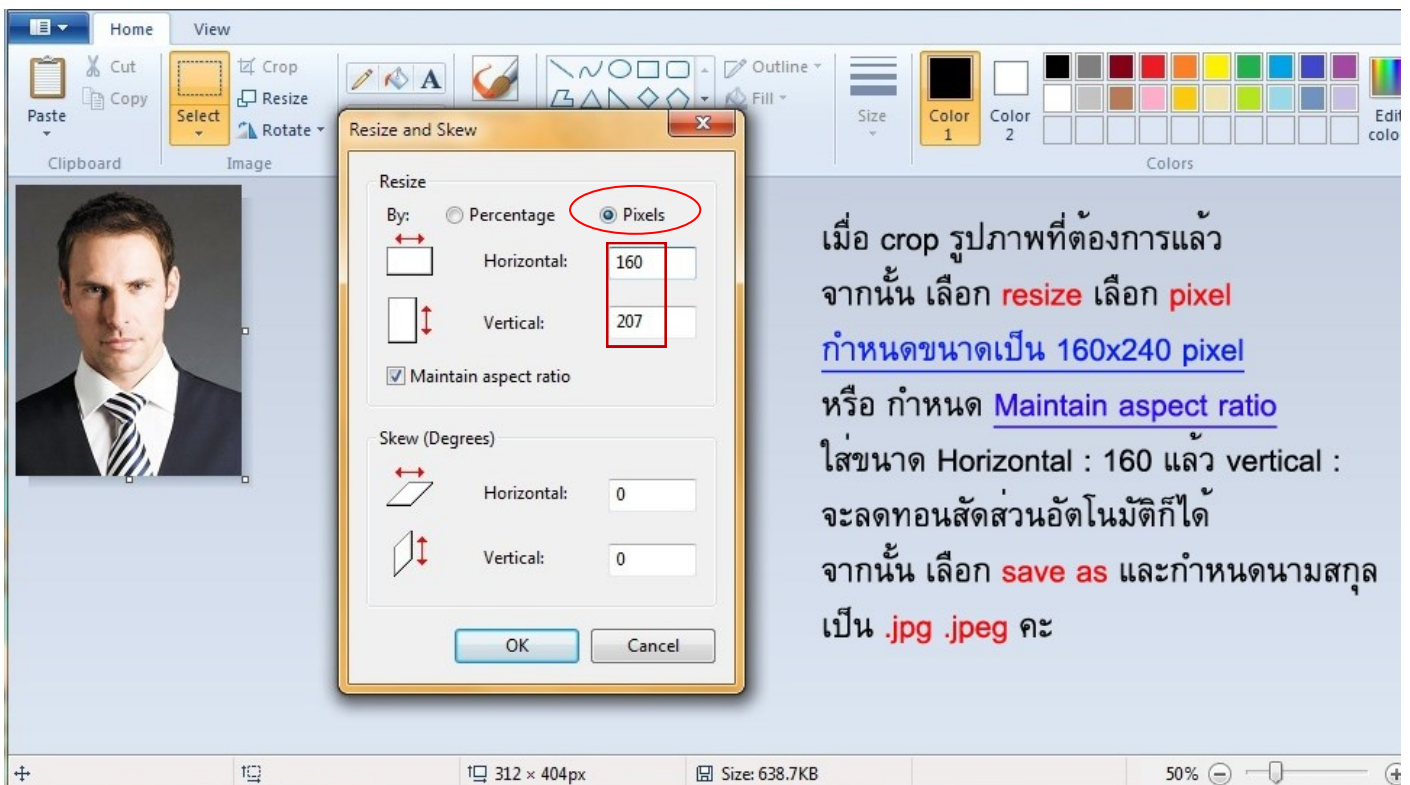 Home View
Cut
Copy
Paste
Clipboard
Select
Crop
Resize
Rotate
Image
A
Outline
Fill
Size
Color 1
Color 2
Edit
colo
Colors
Resize and Skew
Resize
By: Percentage Pixels
Horizontal: 160
Vertical: 207
Maintain aspect ratio
Skew (Degrees)
Horizontal: 0
Vertical: 0
OK Cancel
เมื่อ crop รูปภาพที่ต้องการแล้ว
จากนั้น เลือก resize เลือก pixel
กำหนดขนาดเป็น 160x240 pixel
หรือ กำหนด Maintain aspect ratio
ใส่ขนาด Horizontal : 160 แล้ว vertical :
จะลดทอนสัดส่วนอัตโนมัติก็ได้
จากนั้น เลือก save as และกำหนดนามสกุล
เป็น .jpg .jpeg คะ
312 × 404px Size: 638.7KB 50%